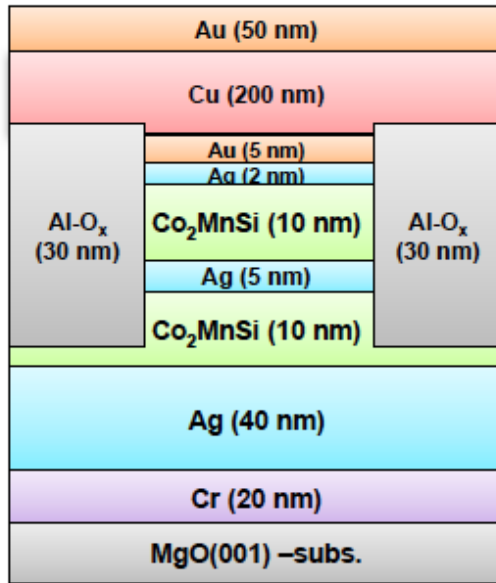 Au (50 nm)
Cu (200 nm)
Au (5 nm)
Ag (2 nm)
Al-Oₓ
(30 nm)
Co₂MnSi (10 nm)
Al-Oₓ
(30 nm)
Ag (5 nm)
Co₂MnSi (10 nm)
Ag (40 nm)
Cr (20 nm)
MgO(001) –subs.